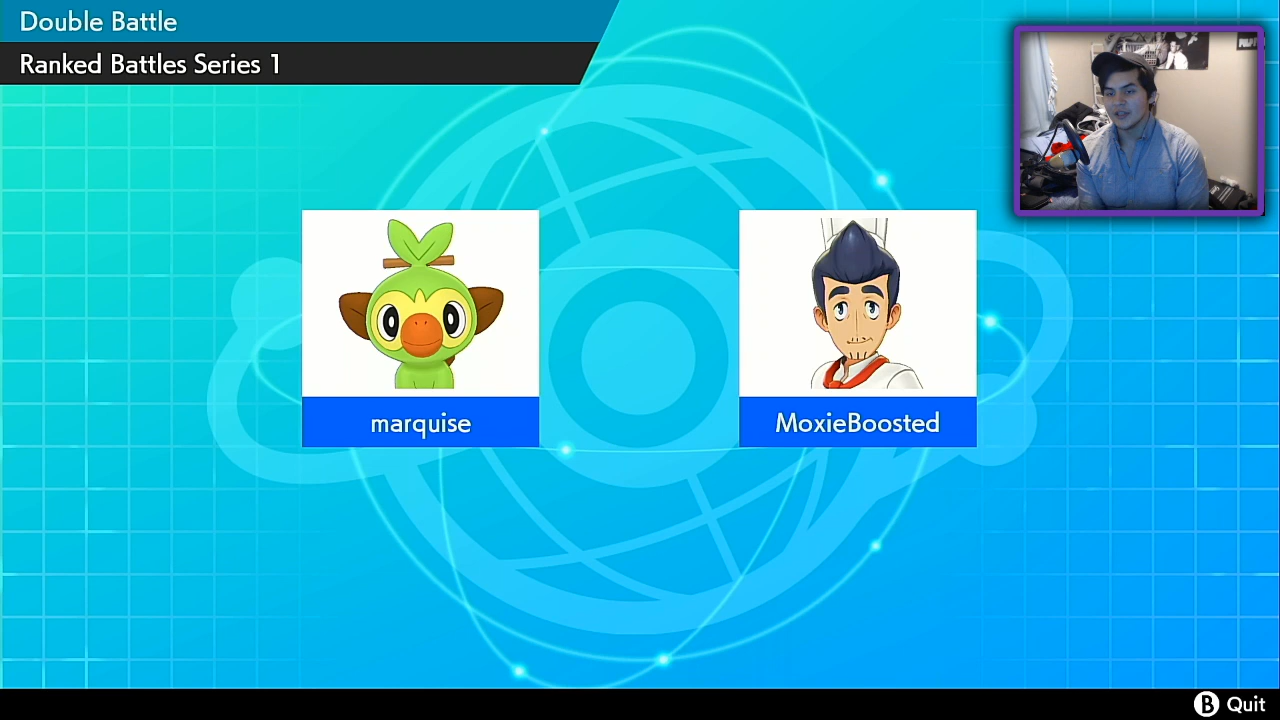 Double Battle
Ranked Battles Series 1
marquise
MoxieBoosted
B Quit